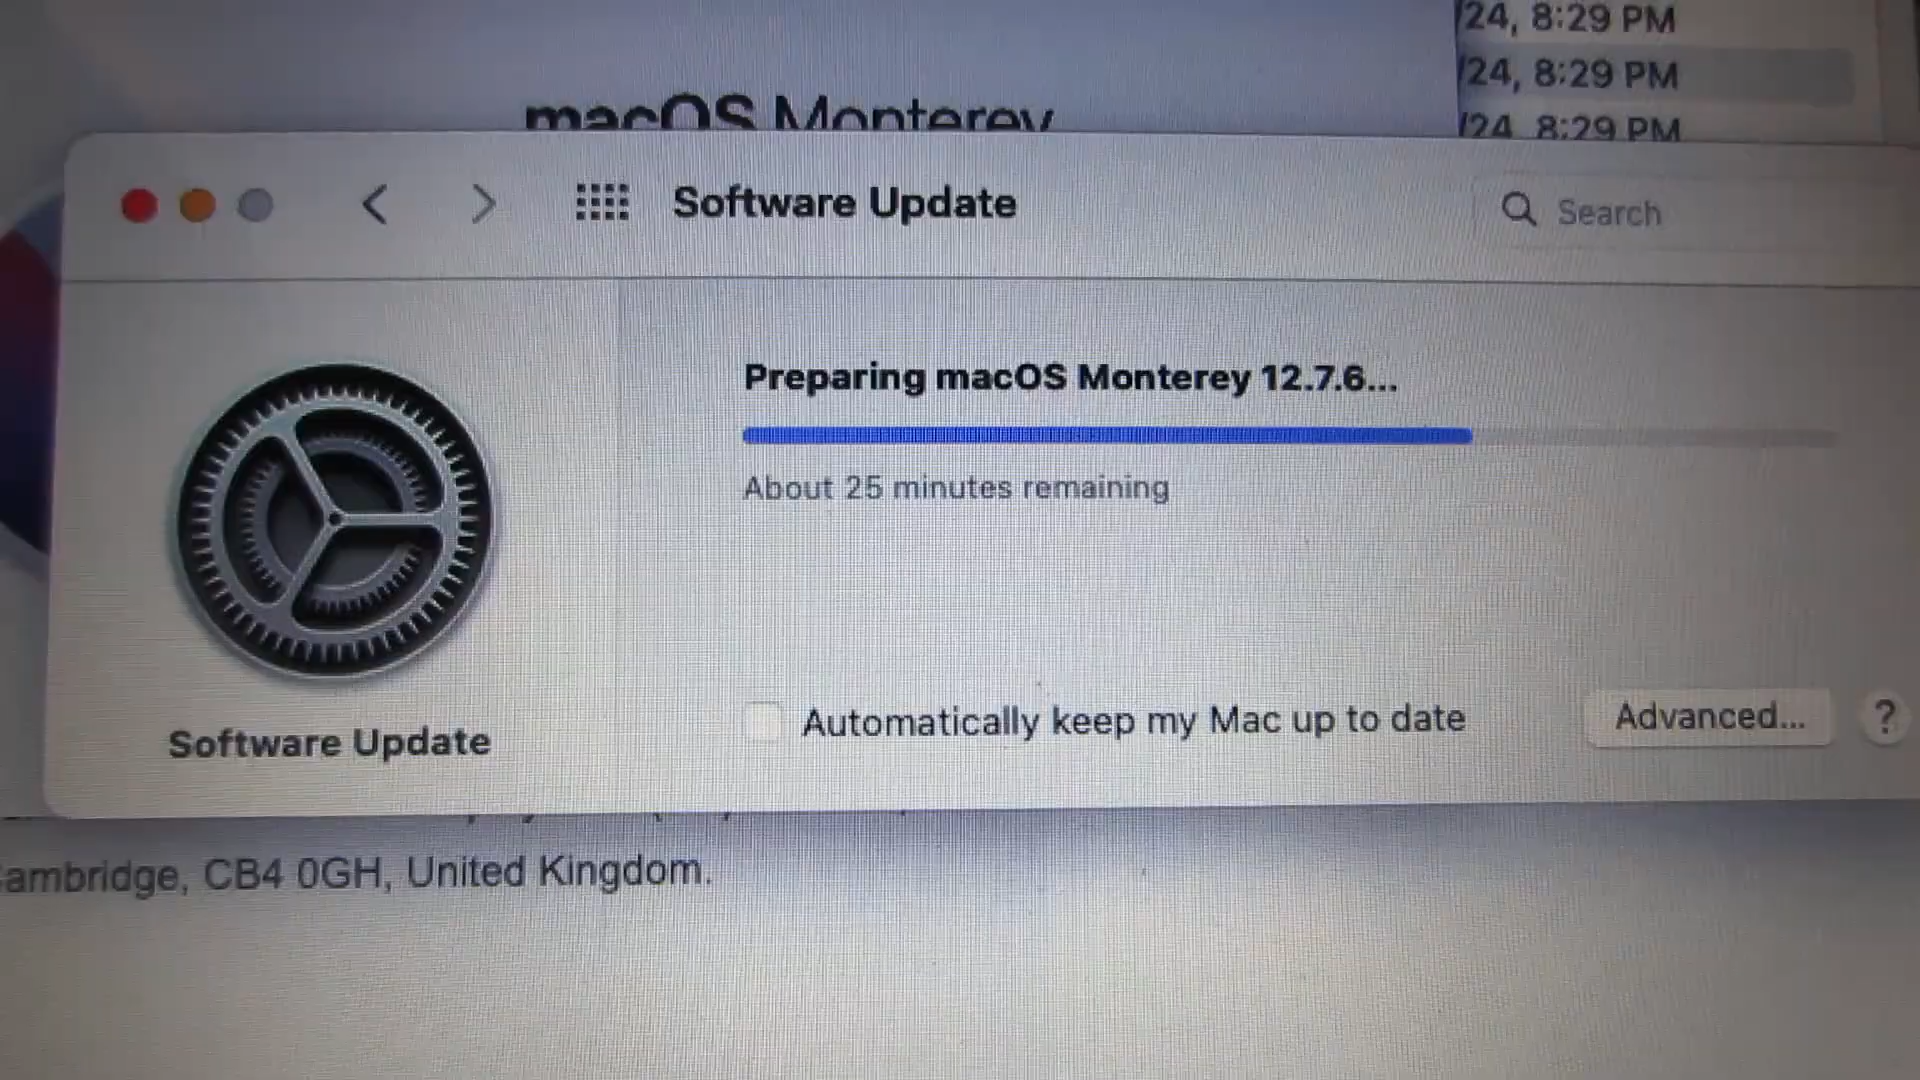 /24, 8:29 PM
/24, 8:29 PM
/24, 8:29 PM
macOS Monterey
Software Update
Search
Preparing macOS Monterey 12.7.6...
About 25 minutes remaining
Automatically keep my Mac up to date
Advanced...
?
Software Update
ambridge, CB4 0GH, United Kingdom.